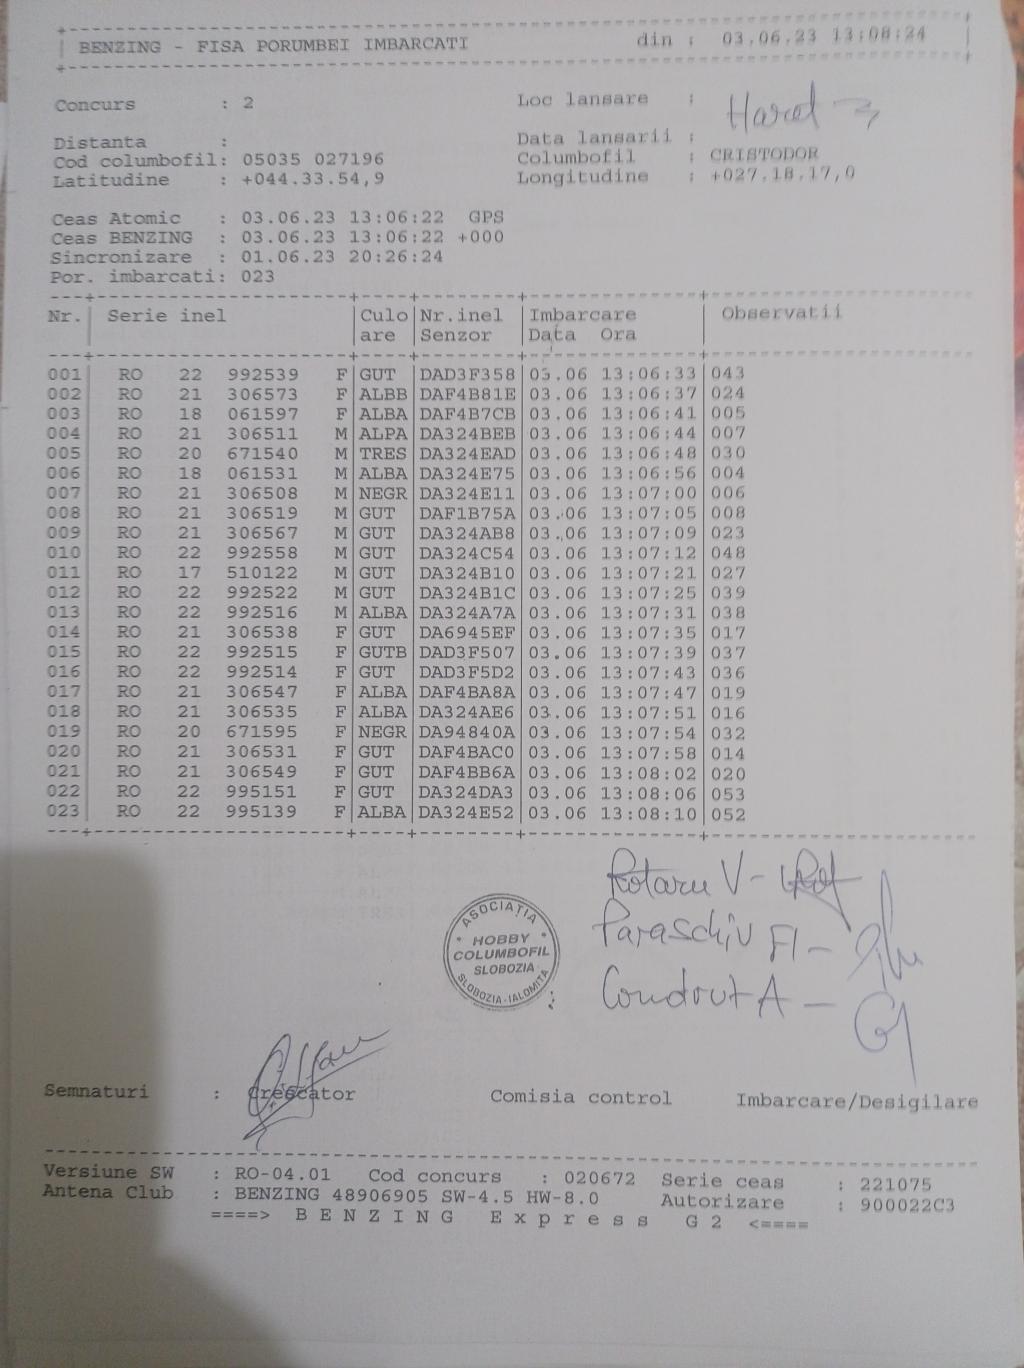 BENZING - FISA PORUMBEI IMBARCATI din : 03.06.23 13:08:24
Concurs : 2 Loc lansare : Harat 3
Distanta : Data lansarii :
Cod columbofil: 05035 027196 Columbofil : CRISTODOR
Latitudine : +044.33.54,9 Longitudine : +027.18.17,0
Ceas Atomic : 03.06.23 13:06:22 GPS
Ceas BENZING : 03.06.23 13:06:22 +000
Sincronizare : 01.06.23 20:26:24
Por. imbarcati: 023
Nr. Serie inel Culo Nr.inel Imbarcare Observatii
are Senzor Data Ora
001 RO 22 992539 F GUT DAD3F358 03.06 13:06:33 043
002 RO 21 306573 F ALBB DAF4B81E 03.06 13:06:37 024
003 RO 18 061597 F ALBA DAF4B7CB 03.06 13:06:41 005
004 RO 21 306511 M ALPA DA324BEB 03.06 13:06:44 007
005 RO 20 671540 M TRES DA324EAD 03.06 13:06:48 030
006 RO 18 061531 M ALBA DA324E75 03.06 13:06:56 004
007 RO 21 306508 M NEGR DA324E11 03.06 13:07:00 006
008 RO 21 306519 M GUT DAF1B75A 03.06 13:07:05 008
009 RO 21 306567 M GUT DA324AB8 03.06 13:07:09 023
010 RO 22 992558 M GUT DA324C54 03.06 13:07:12 048
011 RO 17 510122 M GUT DA324B10 03.06 13:07:21 027
012 RO 22 992522 M GUT DA324B1C 03.06 13:07:25 039
013 RO 22 992516 M ALBA DA324A7A 03.06 13:07:31 038
014 RO 21 306538 F GUT DA6945EF 03.06 13:07:35 017
015 RO 22 992515 F GUTB DAD3F507 03.06 13:07:39 037
016 RO 22 992514 F GUT DAD3F5D2 03.06 13:07:43 036
017 RO 21 306547 F ALBA DAF4BA8A 03.06 13:07:47 019
018 RO 21 306535 F ALBA DA324AE6 03.06 13:07:51 016
019 RO 20 671595 F NEGR DA94840A 03.06 13:07:54 032
020 RO 21 306531 F GUT DAF4BAC0 03.06 13:07:58 014
021 RO 21 306549 F GUT DAF4BB6A 03.06 13:08:02 020
022 RO 22 995151 F GUT DA324DA3 03.06 13:08:06 053
023 RO 22 995139 F ALBA DA324E52 03.06 13:08:10 052
Rotaru V -
Paraschiv Fl -
Condrut A -
ASOCIAŢIA
HOBBY
COLUMBOFIL
SLOBOZIA
SLOBOZIA-IALOMIŢA
Semnaturi : Crescator Comisia control Imbarcare/Desigilare
Versiune SW : RO-04.01 Cod concurs : 020672 Serie ceas : 221075
Antena Club : BENZING 48906905 SW-4.5 HW-8.0 Autorizare : 900022C3
====> B E N Z I N G E x p r e s s G 2 <====